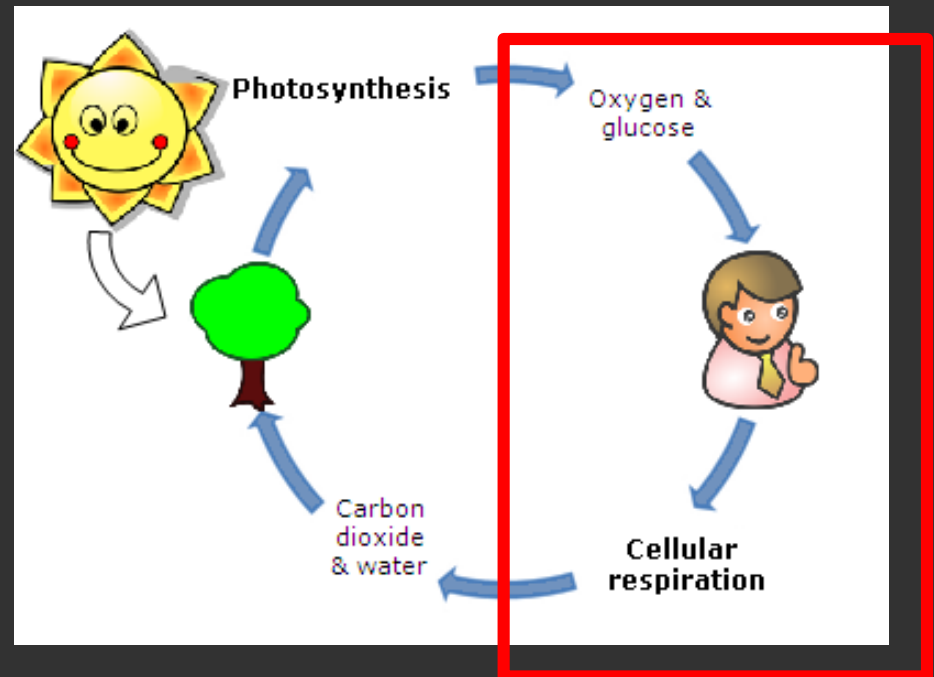 Photosynthesis
Oxygen &
glucose
Cellular
respiration
Carbon
dioxide
& water